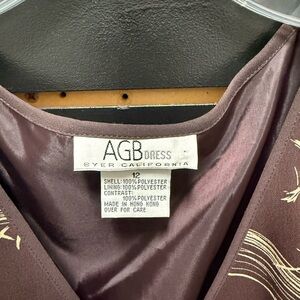 AGB DRESS
BYER CALIFORNIA
12
SHELL:100%POLYESTER
LINING:100%POLYESTER
CONTRAST:
100%POLYESTER
MADE IN HONG KONG
OVER FOR CARE